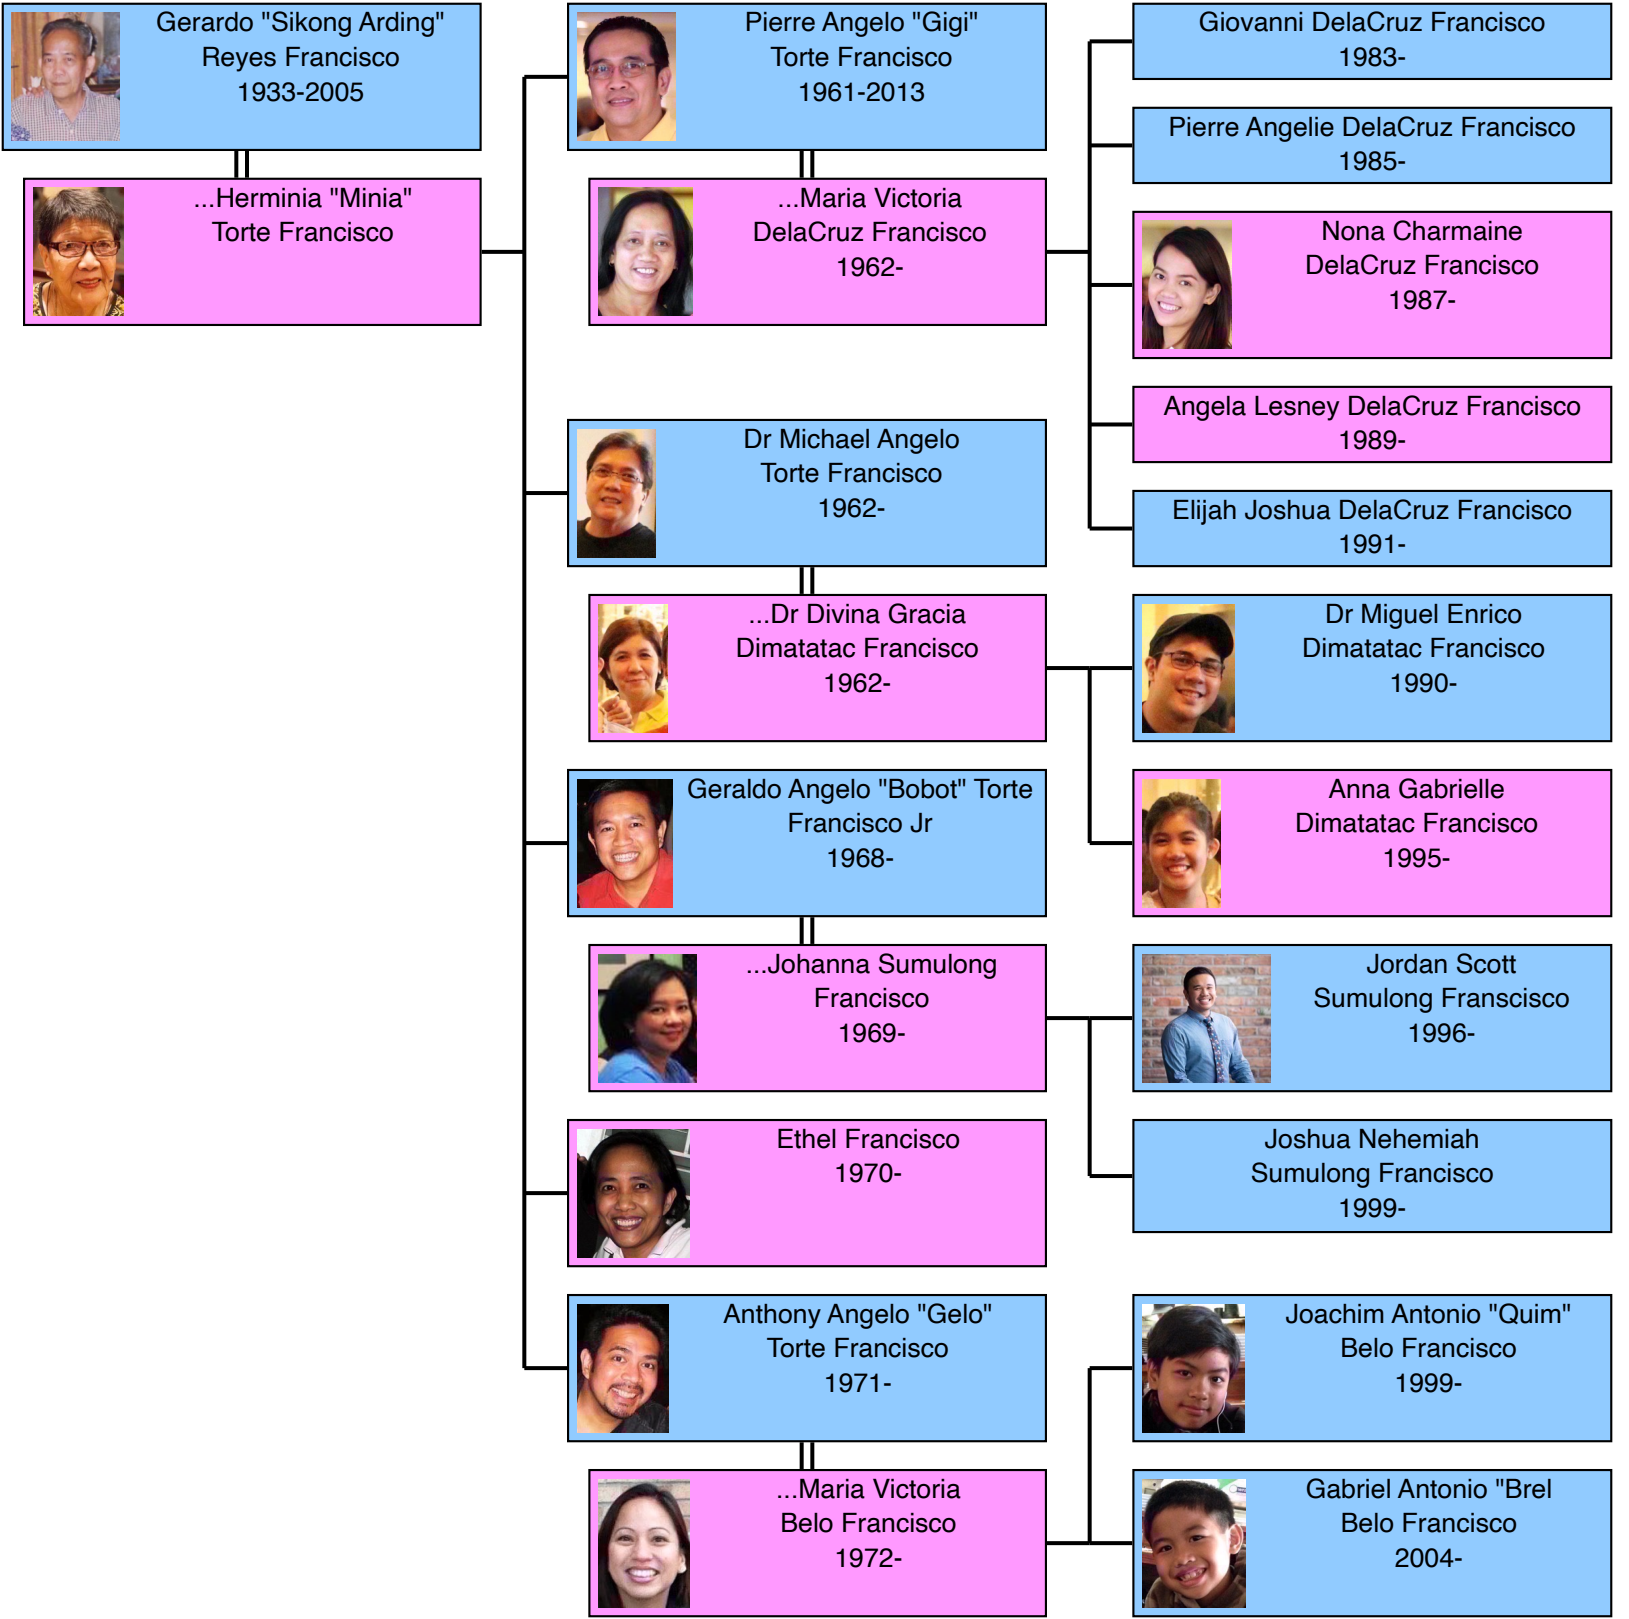 Gerardo "Sikong Arding"
Reyes Francisco
1933-2005
...Herminia "Minia"
Torte Francisco
Pierre Angelo "Gigi"
Torte Francisco
1961-2013
...Maria Victoria
DelaCruz Francisco
1962-
Giovanni DelaCruz Francisco
1983-
Pierre Angelie DelaCruz Francisco
1985-
Nona Charmaine
DelaCruz Francisco
1987-
Angela Lesney DelaCruz Francisco
1989-
Elijah Joshua DelaCruz Francisco
1991-
Dr Michael Angelo
Torte Francisco
1962-
...Dr Divina Gracia
Dimatatac Francisco
1962-
Dr Miguel Enrico
Dimatatac Francisco
1990-
Anna Gabrielle
Dimatatac Francisco
1995-
Geraldo Angelo "Bobot" Torte
Francisco Jr
1968-
...Johanna Sumulong
Francisco
1969-
Jordan Scott
Sumulong Franscisco
1996-
Joshua Nehemiah
Sumulong Francisco
1999-
Ethel Francisco
1970-
Anthony Angelo "Gelo"
Torte Francisco
1971-
...Maria Victoria
Belo Francisco
1972-
Joachim Antonio "Quim"
Belo Francisco
1999-
Gabriel Antonio "Brel
Belo Francisco
2004-